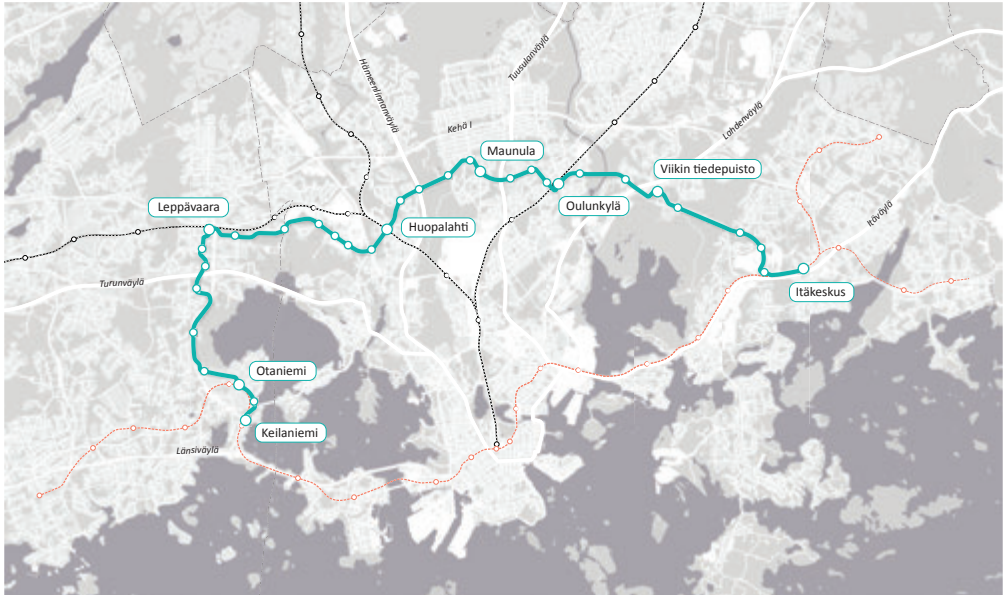 Hämeenlinnanväylä
Tuusulanväylä
Kehä I
Lahdenväylä
Maunula
Viikin tiedepuisto
Leppävaara
Oulunkylä
Itäväylä
Huopalahti
Turunväylä
Itäkeskus
Otaniemi
Keilaniemi
Länsiväylä